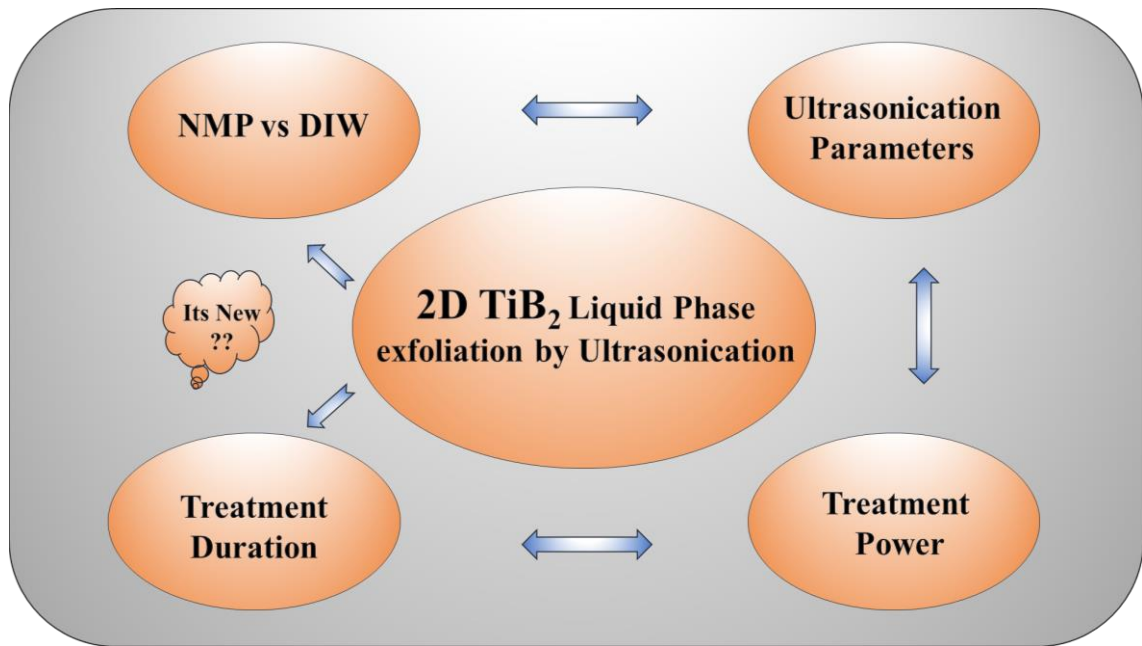 NMP vs DIW
Ultrasonication
Parameters
Its New
??
2D TiB₂ Liquid Phase
exfoliation by Ultrasonication
Treatment
Duration
Treatment
Power